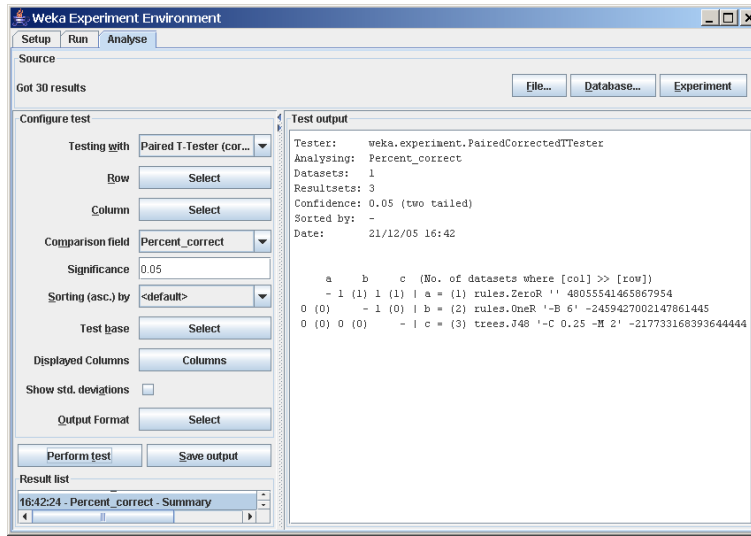 Weka Experiment Environment
Setup Run Analyse
Source
Got 30 results
File... Database... Experiment
Configure test
Testing with Paired T-Tester (cor...
Row Select
Column Select
Comparison field Percent_correct
Significance 0.05
Sorting (asc.) by <default>
Test base Select
Displayed Columns Columns
Show std. deviations
Output Format Select
Perform test Save output
Result list
16:42:24 - Percent_correct - Summary
Test output
Tester: weka.experiment.PairedCorrectedTTester
Analysing: Percent_correct
Datasets: 1
Resultsets: 3
Confidence: 0.05 (two tailed)
Sorted by: -
Date: 21/12/05 16:42
a b c (No. of datasets where [col] >> [row])
- 1 (1) 1 (1) | a = (1) rules.ZeroR '' 48055541465867954
0 (0) - 1 (0) | b = (2) rules.OneR '-B 6' -2459427002147861445
0 (0) 0 (0) - | c = (3) trees.J48 '-C 0.25 -M 2' -217733168393644444